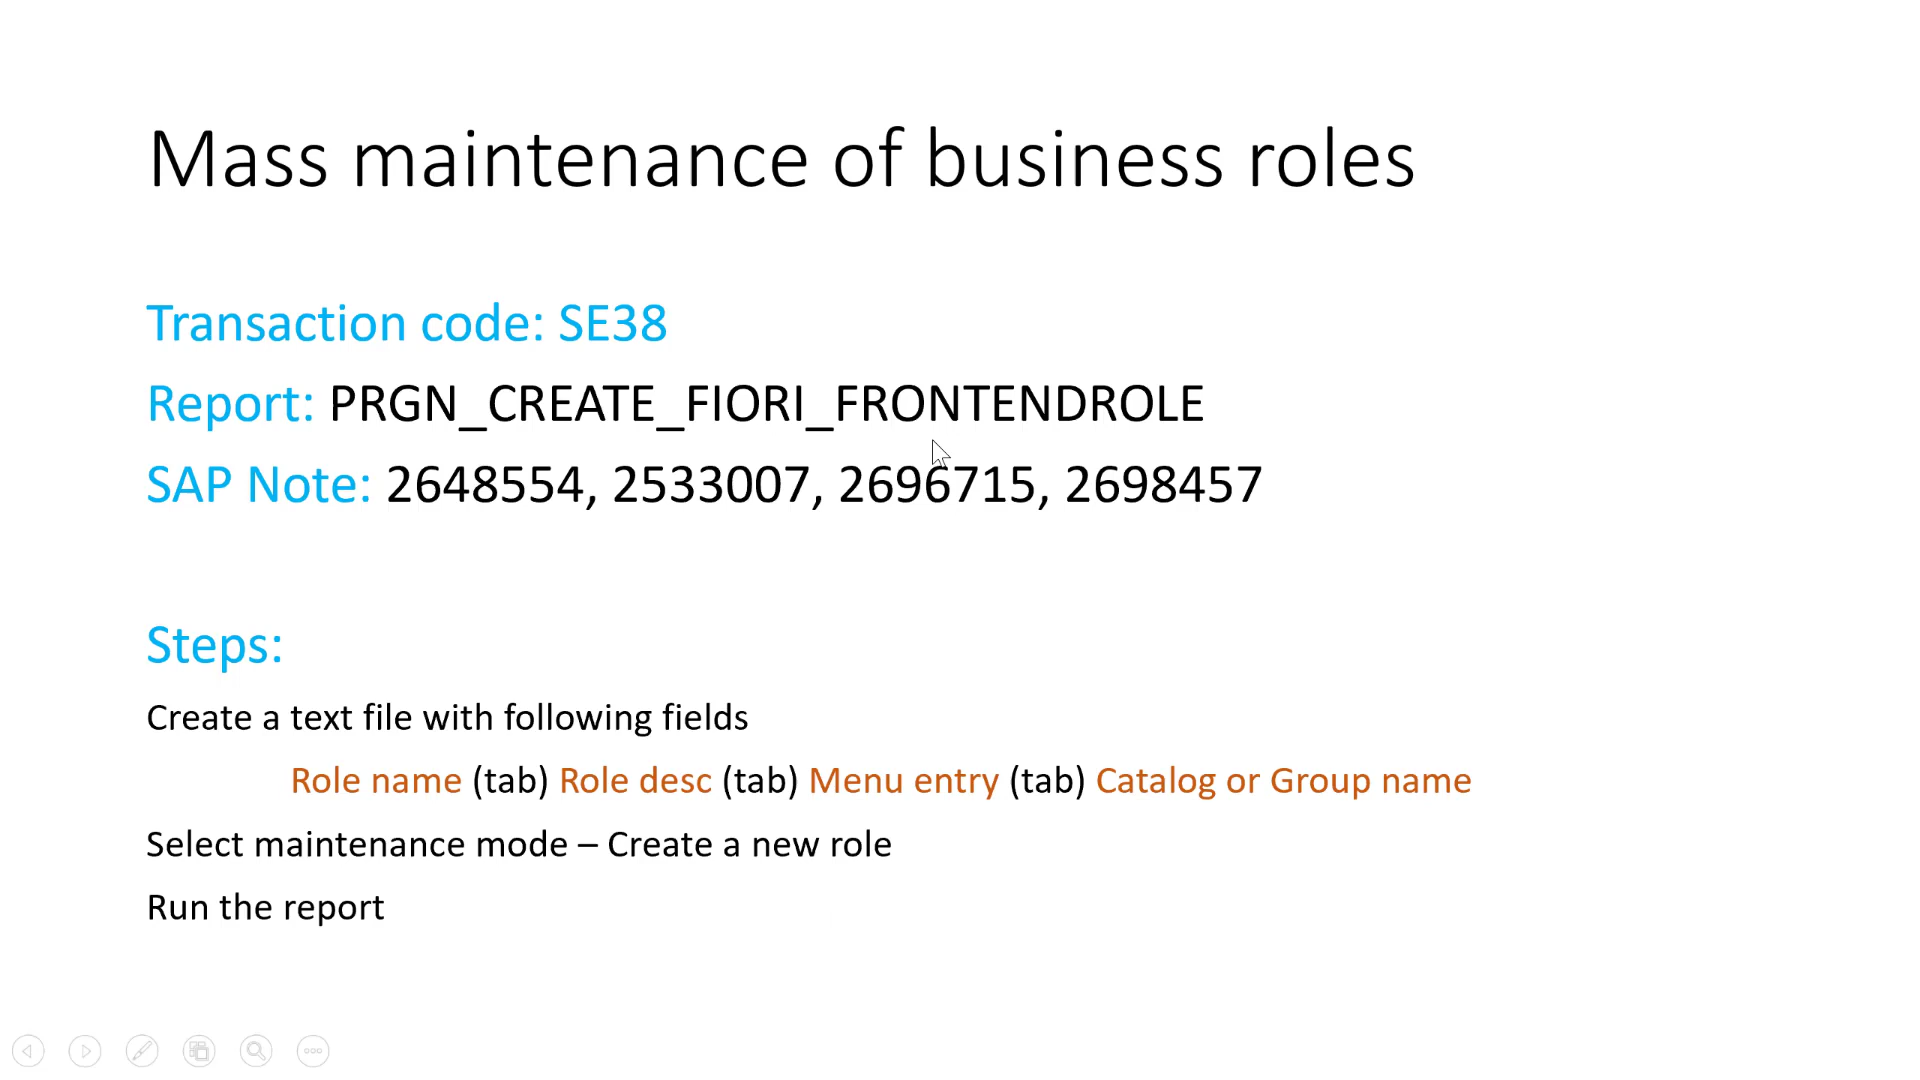 Mass maintenance of business roles
Transaction code: SE38
Report: PRGN_CREATE_FIORI_FRONTENDROLE
SAP Note: 2648554, 2533007, 2696715, 2698457
Steps:
Create a text file with following fields
Role name (tab) Role desc (tab) Menu entry (tab) Catalog or Group name
Select maintenance mode – Create a new role
Run the report